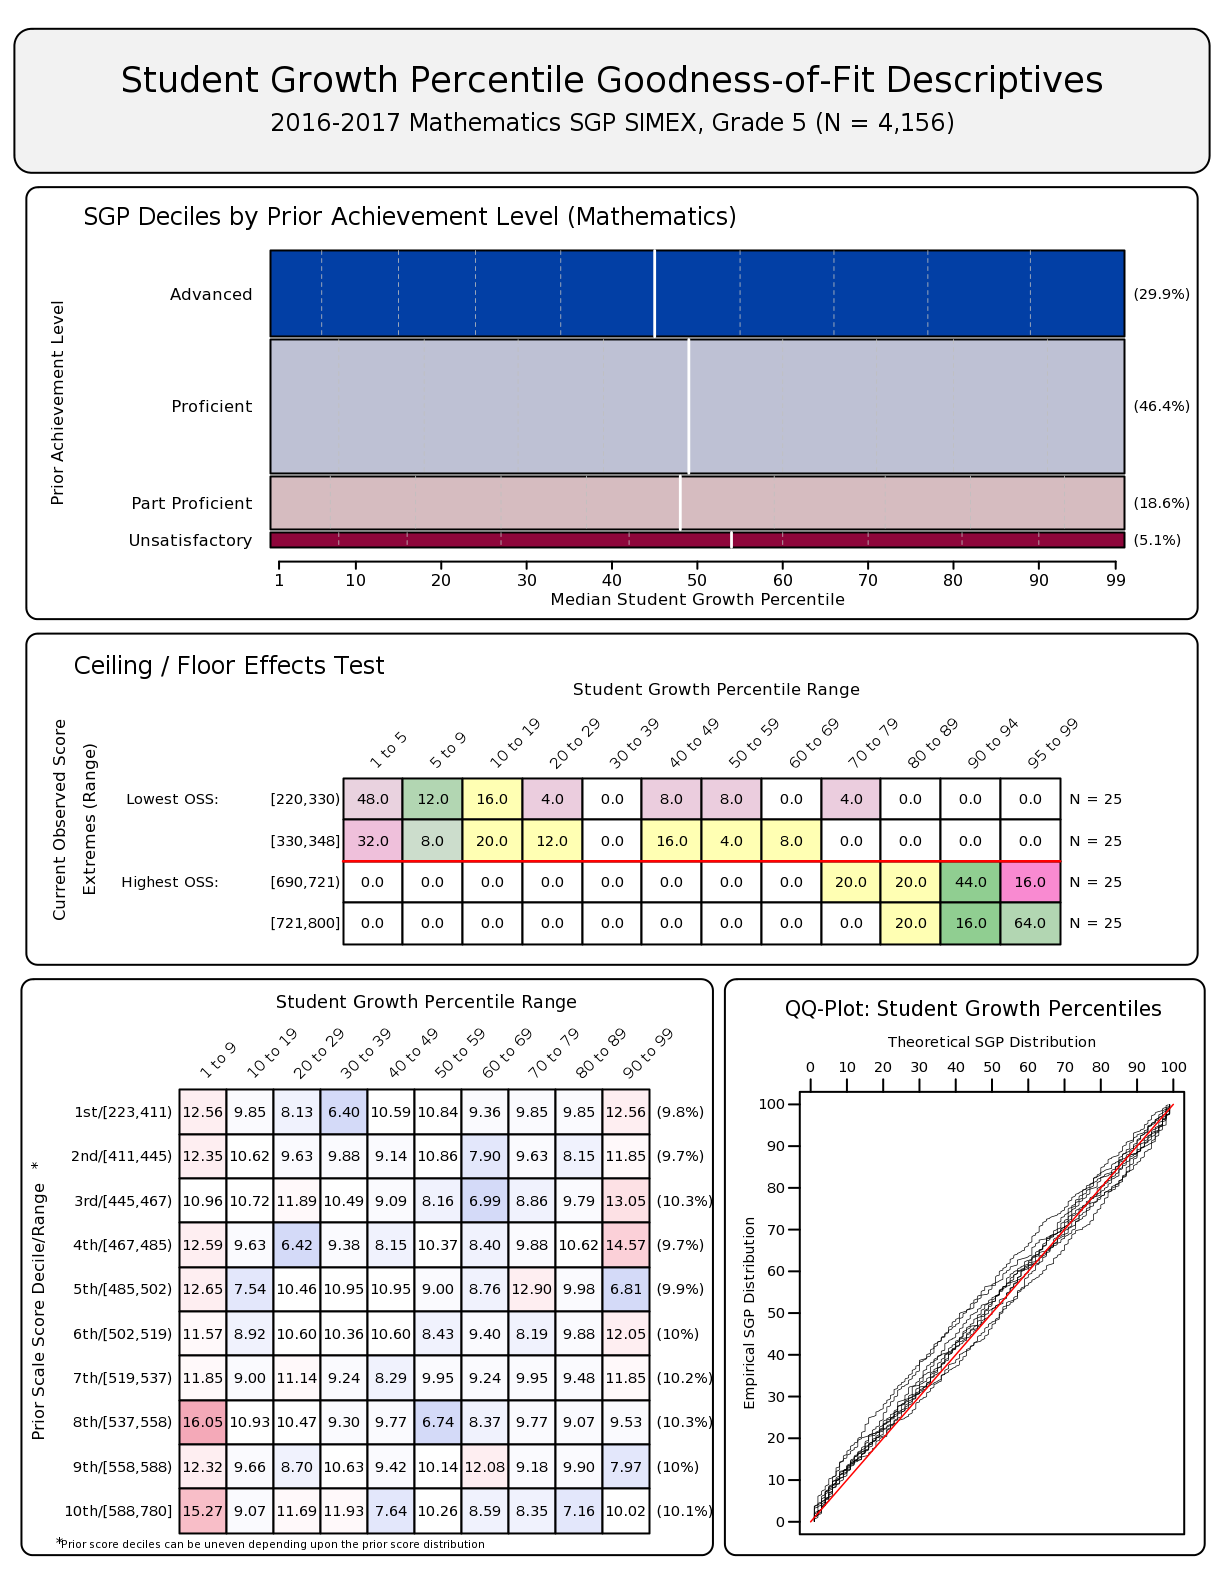 Student Growth Percentile Goodness-of-Fit Descriptives
2016-2017 Mathematics SGP SIMEX, Grade 5 (N = 4,156)
SGP Deciles by Prior Achievement Level (Mathematics)
Prior Achievement Level
Advanced (29.9%)
Proficient (46.4%)
Part Proficient (18.6%)
Unsatisfactory (5.1%)
1 10 20 30 40 50 60 70 80 90 99
Median Student Growth Percentile
Ceiling / Floor Effects Test
Student Growth Percentile Range
1 to 5 5 to 9 10 to 19 20 to 29 30 to 39 40 to 49 50 to 59 60 to 69 70 to 79 80 to 89 90 to 94 95 to 99
Current Observed Score
Extremes (Range)
Lowest OSS: [220,330) 48.0 12.0 16.0 4.0 0.0 8.0 8.0 0.0 4.0 0.0 0.0 0.0 N = 25
[330,348] 32.0 8.0 20.0 12.0 0.0 16.0 4.0 8.0 0.0 0.0 0.0 0.0 N = 25
Highest OSS: [690,721) 0.0 0.0 0.0 0.0 0.0 0.0 0.0 0.0 20.0 20.0 44.0 16.0 N = 25
[721,800] 0.0 0.0 0.0 0.0 0.0 0.0 0.0 0.0 0.0 20.0 16.0 64.0 N = 25
Student Growth Percentile Range
1 to 9 10 to 19 20 to 29 30 to 39 40 to 49 50 to 59 60 to 69 70 to 79 80 to 89 90 to 99
Prior Scale Score Decile/Range *
1st/[223,411) 12.56 9.85 8.13 6.40 10.59 10.84 9.36 9.85 9.85 12.56 (9.8%)
2nd/[411,445) 12.35 10.62 9.63 9.88 9.14 10.86 7.90 9.63 8.15 11.85 (9.7%)
3rd/[445,467) 10.96 10.72 11.89 10.49 9.09 8.16 6.99 8.86 9.79 13.05 (10.3%)
4th/[467,485) 12.59 9.63 6.42 9.38 8.15 10.37 8.40 9.88 10.62 14.57 (9.7%)
5th/[485,502) 12.65 7.54 10.46 10.95 10.95 9.00 8.76 12.90 9.98 6.81 (9.9%)
6th/[502,519) 11.57 8.92 10.60 10.36 10.60 8.43 9.40 8.19 9.88 12.05 (10%)
7th/[519,537) 11.85 9.00 11.14 9.24 8.29 9.95 9.24 9.95 9.48 11.85 (10.2%)
8th/[537,558) 16.05 10.93 10.47 9.30 9.77 6.74 8.37 9.77 9.07 9.53 (10.3%)
9th/[558,588) 12.32 9.66 8.70 10.63 9.42 10.14 12.08 9.18 9.90 7.97 (10%)
10th/[588,780] 15.27 9.07 11.69 11.93 7.64 10.26 8.59 8.35 7.16 10.02 (10.1%)
*Prior score deciles can be uneven depending upon the prior score distribution
QQ-Plot: Student Growth Percentiles
Theoretical SGP Distribution
0 10 20 30 40 50 60 70 80 90 100
Empirical SGP Distribution
100
90
80
70
60
50
40
30
20
10
0